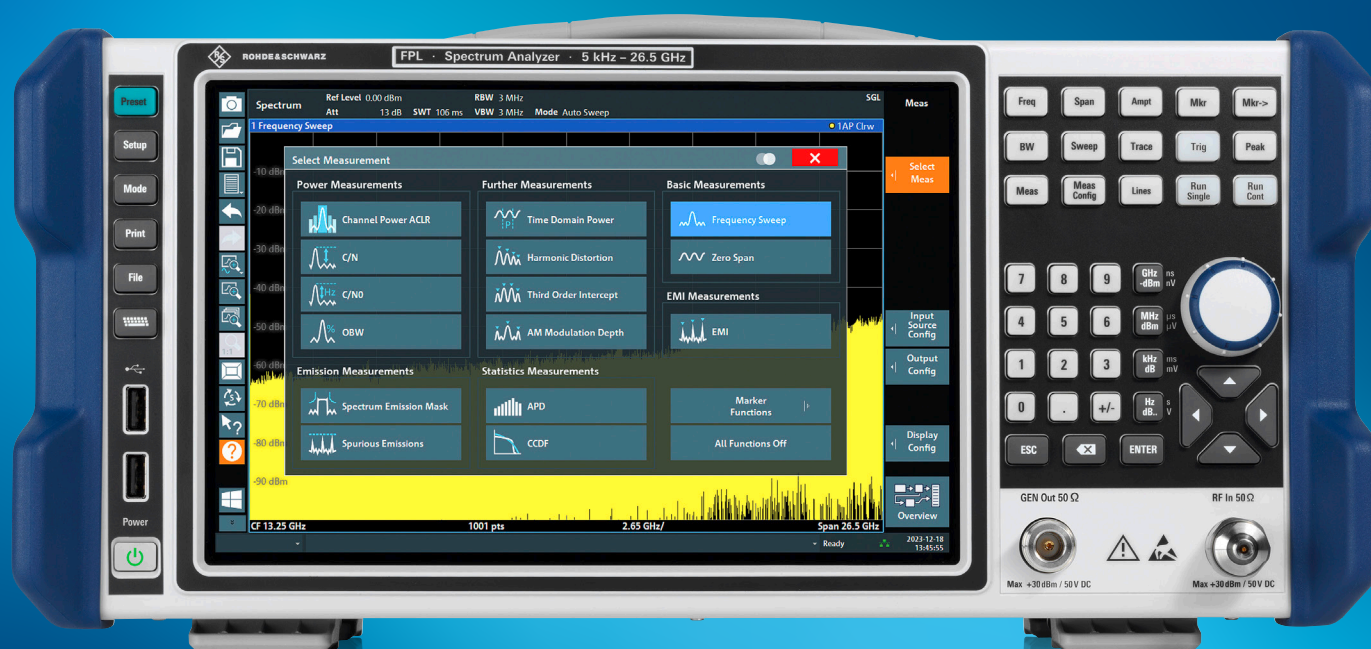 ROHDE&SCHWARZ
FPL · Spectrum Analyzer · 5 kHz – 26.5 GHz
Preset
Setup
Mode
Print
File
Power
Spectrum
Ref Level 0.00 dBm RBW 3 MHz
Att 13 dB SWT 106 ms VBW 3 MHz Mode Auto Sweep
SGL
1 Frequency Sweep
1AP Clrw
Select Measurement
Power Measurements
Channel Power ACLR
C/N
C/N0
OBW
Further Measurements
Time Domain Power
Harmonic Distortion
Third Order Intercept
AM Modulation Depth
Basic Measurements
Frequency Sweep
Zero Span
EMI Measurements
EMI
Emission Measurements
Spectrum Emission Mask
Spurious Emissions
Statistics Measurements
APD
CCDF
Marker
Functions
All Functions Off
-10 dBm
-20 dBm
-30 dBm
-40 dBm
-50 dBm
-60 dBm
-70 dBm
-80 dBm
-90 dBm
CF 13.25 GHz 1001 pts 2.65 GHz/ Span 26.5 GHz
Ready
2023-12-18
13:45:55
Meas
Select
Meas
Input
Source
Config
Output
Config
Display
Config
Overview
Freq Span Ampt Mkr Mkr->
BW Sweep Trace Trig Peak
Meas Meas Config Lines Run Single Run Cont
7 8 9 GHz -dBm ns nV
4 5 6 MHz dBm µs µV
1 2 3 kHz dB ms mV
0 . +/- Hz dB.. s V
ESC ENTER
GEN Out 50 Ω
RF In 50 Ω
Max +30 dBm / 50 V DC
Max +30 dBm / 50 V DC